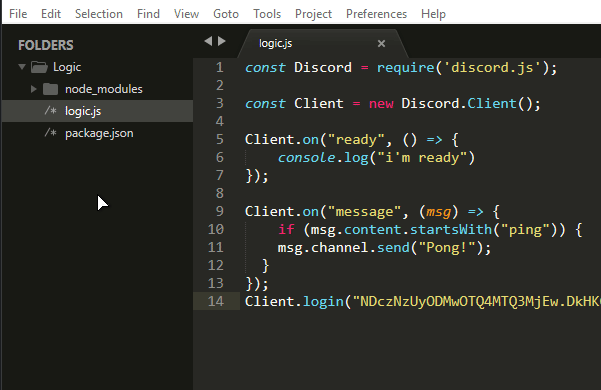 File Edit Selection Find View Goto Tools Project Preferences Help
FOLDERS
Logic
node_modules
/* logic.js
/* package.json
logic.js ×
1 const Discord = require('discord.js');
2
3 const Client = new Discord.Client();
4
5 Client.on("ready", () => {
6 console.log("i'm ready")
7 });
8
9 Client.on("message", (msg) => {
10 if (msg.content.startsWith("ping")) {
11 msg.channel.send("Pong!");
12 }
13 });
14 Client.login("